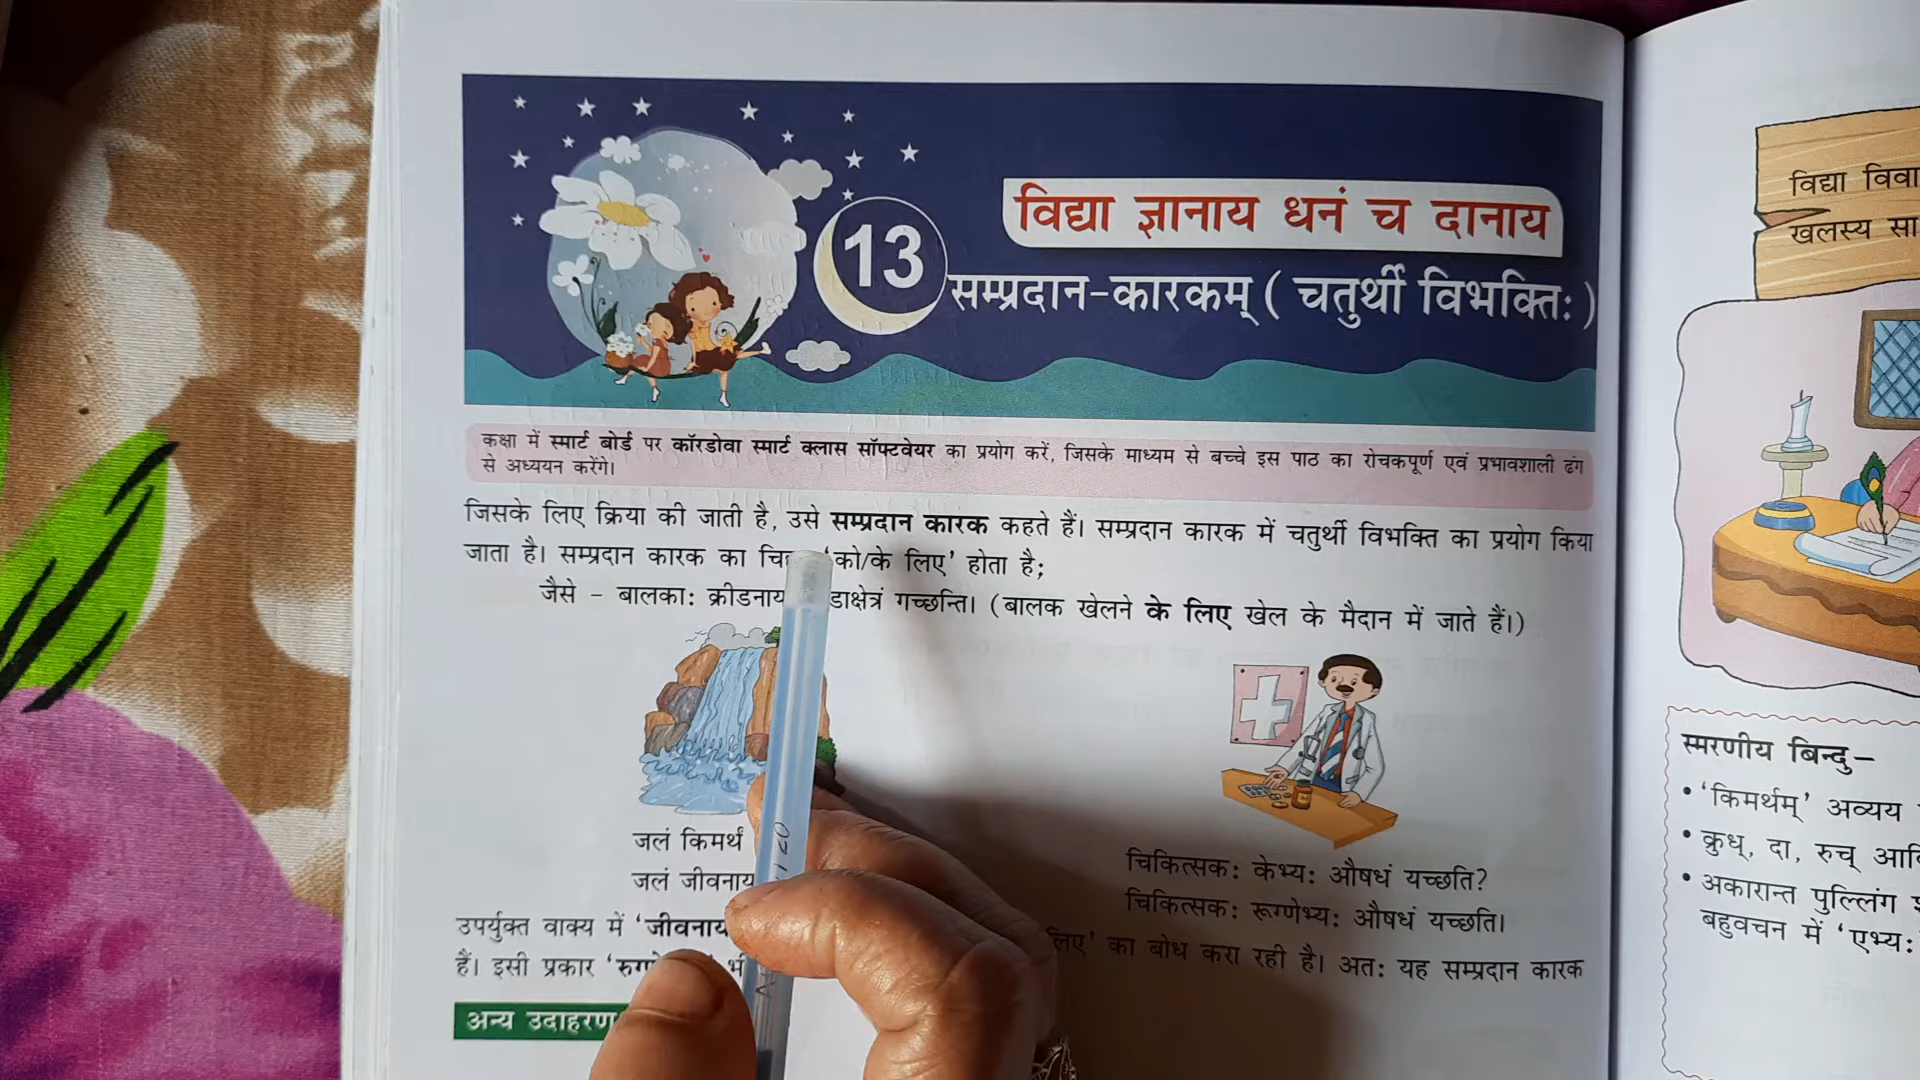 13
विद्या ज्ञानाय धनं च दानाय
सम्प्रदान-कारकम् ( चतुर्थी विभक्तिः )
कक्षा में स्मार्ट बोर्ड पर कॉरडोवा स्मार्ट क्लास सॉफ्टवेयर का प्रयोग करें, जिसके माध्यम से बच्चे इस पाठ का रोचकपूर्ण एवं प्रभावशाली ढंग
से अध्ययन करेंगे।
जिसके लिए क्रिया की जाती है, उसे सम्प्रदान कारक कहते हैं। सम्प्रदान कारक में चतुर्थी विभक्ति का प्रयोग किया
जाता है। सम्प्रदान कारक का 'को/के लिए' होता है;
जैसे - बालकाः गच्छन्ति। (बालक खेलने के लिए खेल के मैदान में जाते हैं।)
जलं किमर्थं
जलं जीवनाय
चिकित्सकः केभ्यः औषधं यच्छति?
चिकित्सकः रूग्णेभ्यः औषधं यच्छति।
उपर्युक्त वाक्य में 'जीवनाय
लिए' का बोध करा रही है। अतः यह सम्प्रदान कारक
हैं। इसी प्रकार
अन्य उदाहरण
विद्या
खलस्य
स्मरणीय बिन्दु-
• 'किमर्थम्' अव्यय
• क्रुध्, दा, रुच्
• अकारान्त पुल्लिंग
बहुवचन में 'एभ्यः